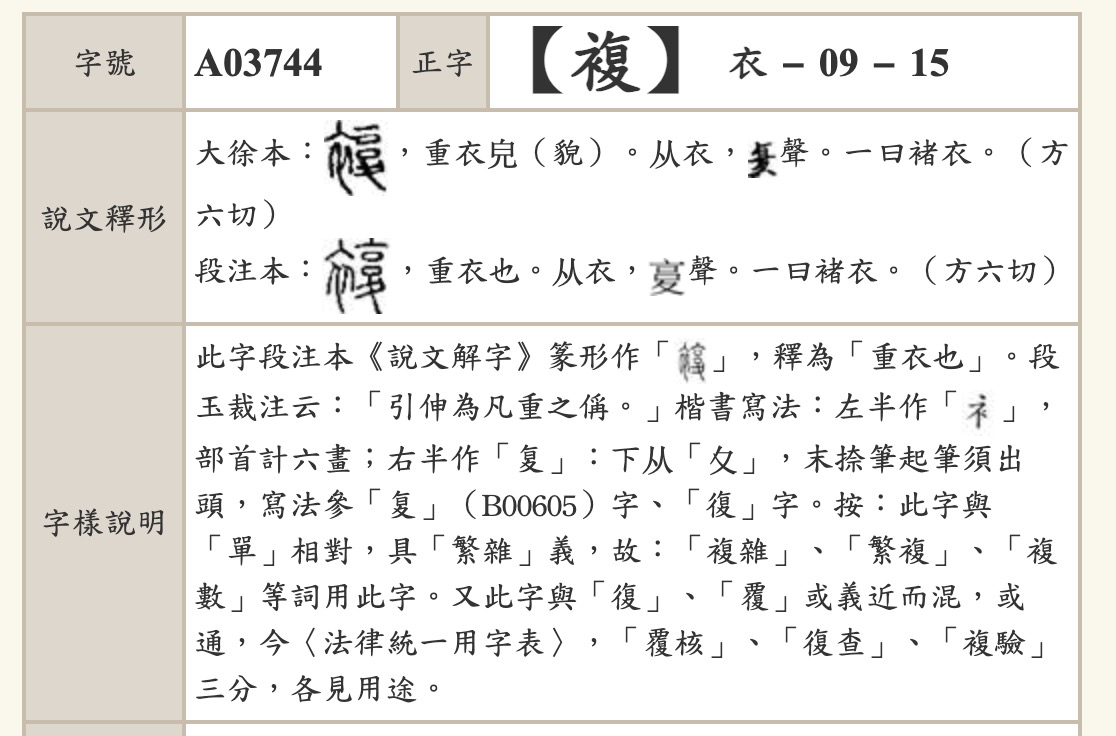 字號 A03744 正字 【複】 衣 – 09 – 15
說文釋形
大徐本：，重衣皃（貌）。从衣，聲。一曰褚衣。（方
六切）
段注本：，重衣也。从衣，聲。一曰褚衣。（方六切）
字樣說明
此字段注本《說文解字》篆形作「」，釋為「重衣也」。段
玉裁注云：「引伸為凡重之偁。」楷書寫法：左半作「衤」，
部首計六畫；右半作「复」：下从「夊」，末捺筆起筆須出
頭，寫法參「复」（B00605）字、「復」字。按：此字與
「單」相對，具「繁雜」義，故：「複雜」、「繁複」、「複
數」等詞用此字。又此字與「復」、「覆」或義近而混，或
通，今〈法律統一用字表〉，「覆核」、「復查」、「複驗」
三分，各見用途。